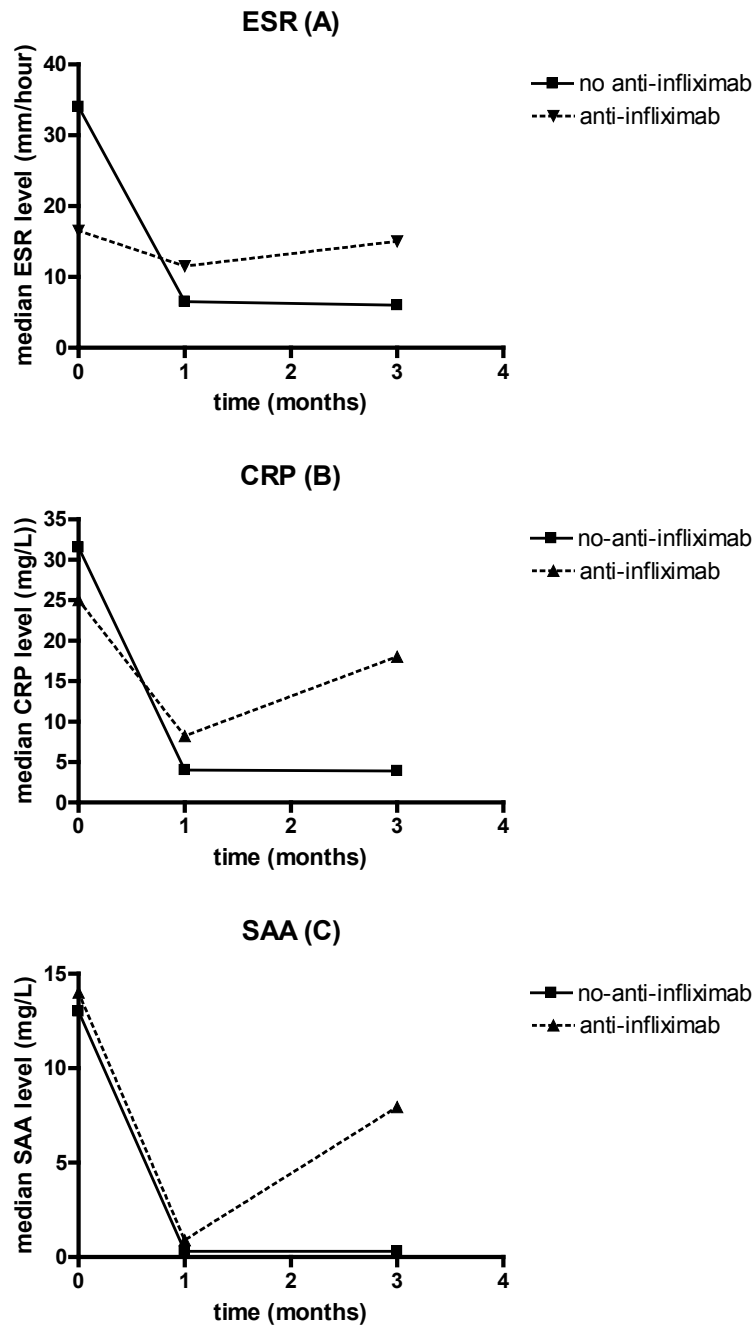 ESR (A)
median ESR level (mm/hour)
40
30
20
10
0
0 1 2 3 4
time (months)
no anti-infliximab
anti-infliximab
CRP (B)
median CRP level (mg/L))
35
30
25
20
15
10
5
0
0 1 2 3 4
time (months)
no-anti-infliximab
anti-infliximab
SAA (C)
median SAA level (mg/L)
15
10
5
0
0 1 2 3 4
time (months)
no-anti-infliximab
anti-infliximab